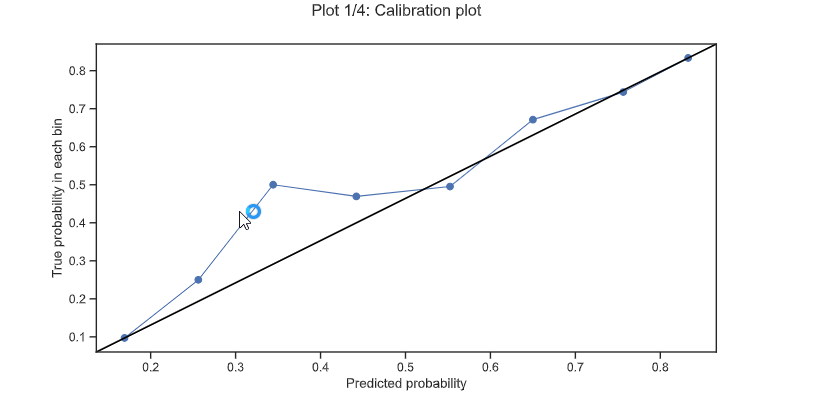 Plot 1/4: Calibration plot
True probability in each bin
0.8
0.7
0.6
0.5
0.4
0.3
0.2
0.1
0.2 0.3 0.4 0.5 0.6 0.7 0.8
Predicted probability